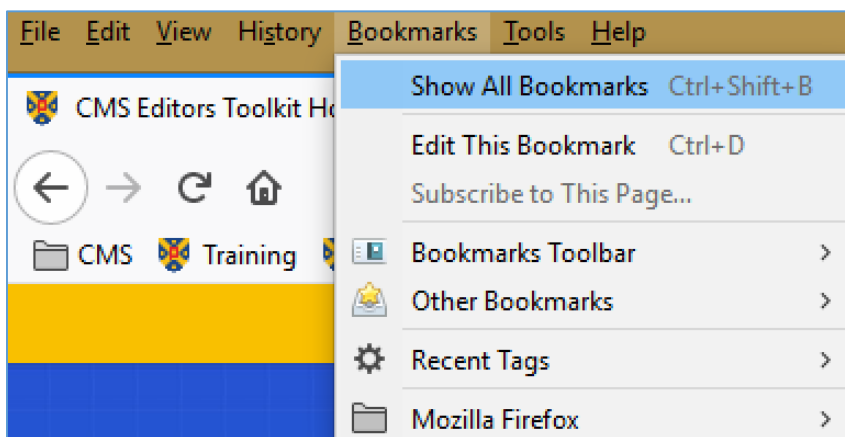 File Edit View History Bookmarks Tools Help
Show All Bookmarks Ctrl+Shift+B
CMS Editors Toolkit Ho
Edit This Bookmark Ctrl+D
Subscribe to This Page...
CMS Training
Bookmarks Toolbar
Other Bookmarks
Recent Tags
Mozilla Firefox